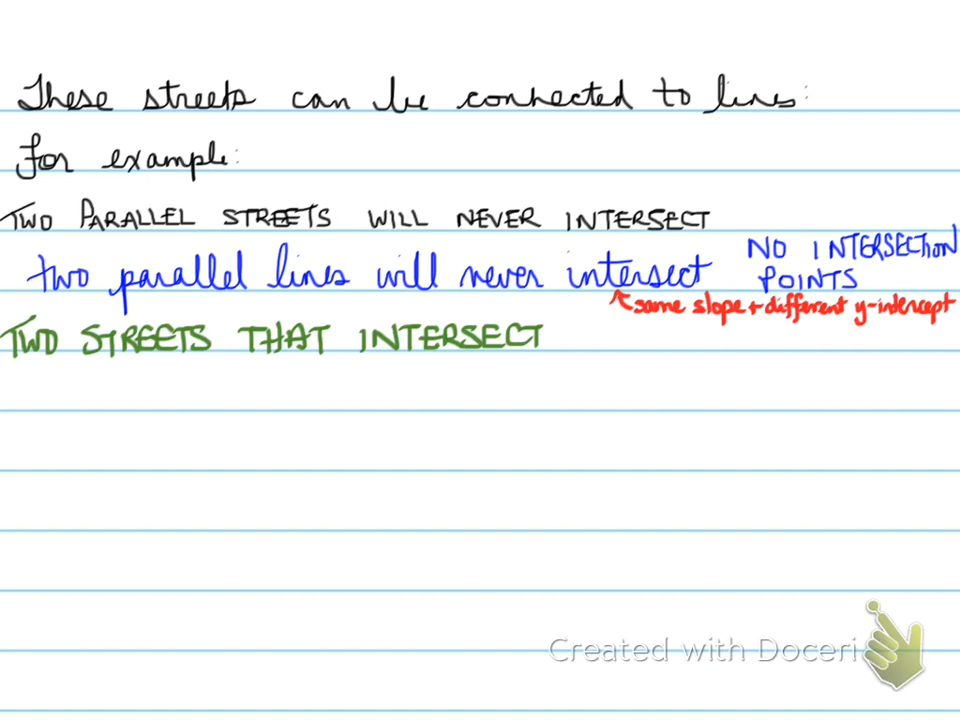 These streets can be connected to lines:
For example:
TWO PARALLEL STREETS WILL NEVER INTERSECT
two parallel lines will never intersect NO INTERSECTION POINTS
same slope + different y-intercept
TWO STREETS THAT INTERSECT
Created with Doceri